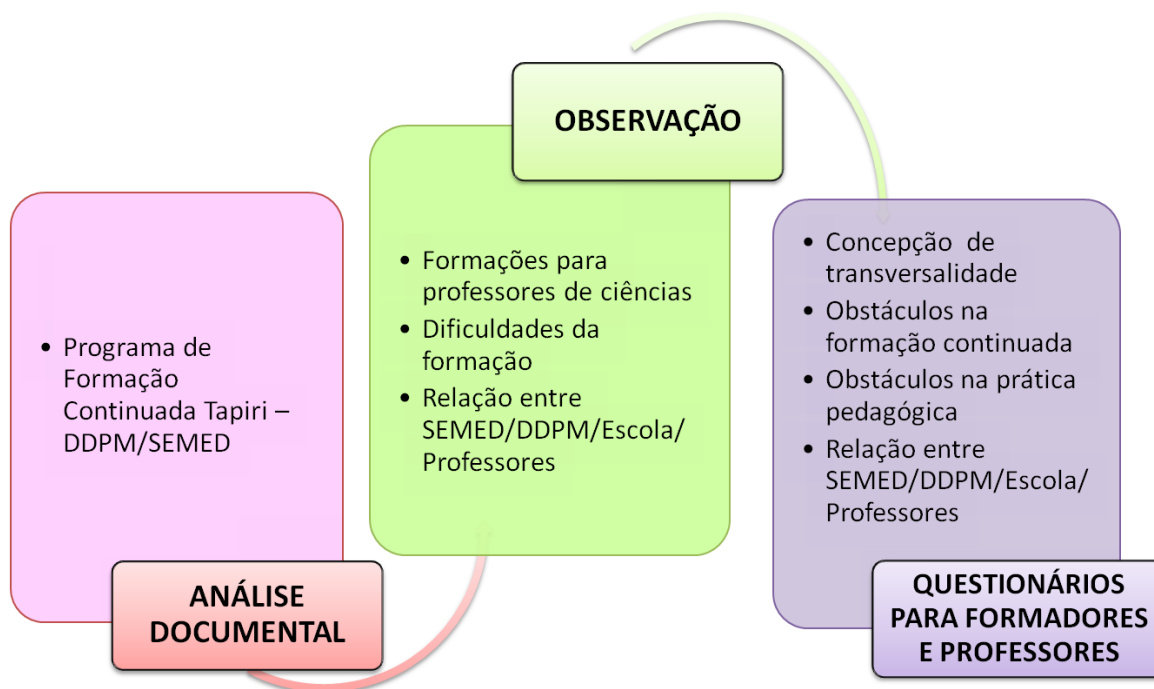 • Programa de
Formação
Continuada Tapiri –
DDPM/SEMED
ANÁLISE
DOCUMENTAL
OBSERVAÇÃO
• Formações para
professores de ciências
• Dificuldades da
formação
• Relação entre
SEMED/DDPM/Escola/
Professores
• Concepção de
transversalidade
• Obstáculos na
formação continuada
• Obstáculos na prática
pedagógica
• Relação entre
SEMED/DDPM/Escola/
Professores
QUESTIONÁRIOS
PARA FORMADORES
E PROFESSORES